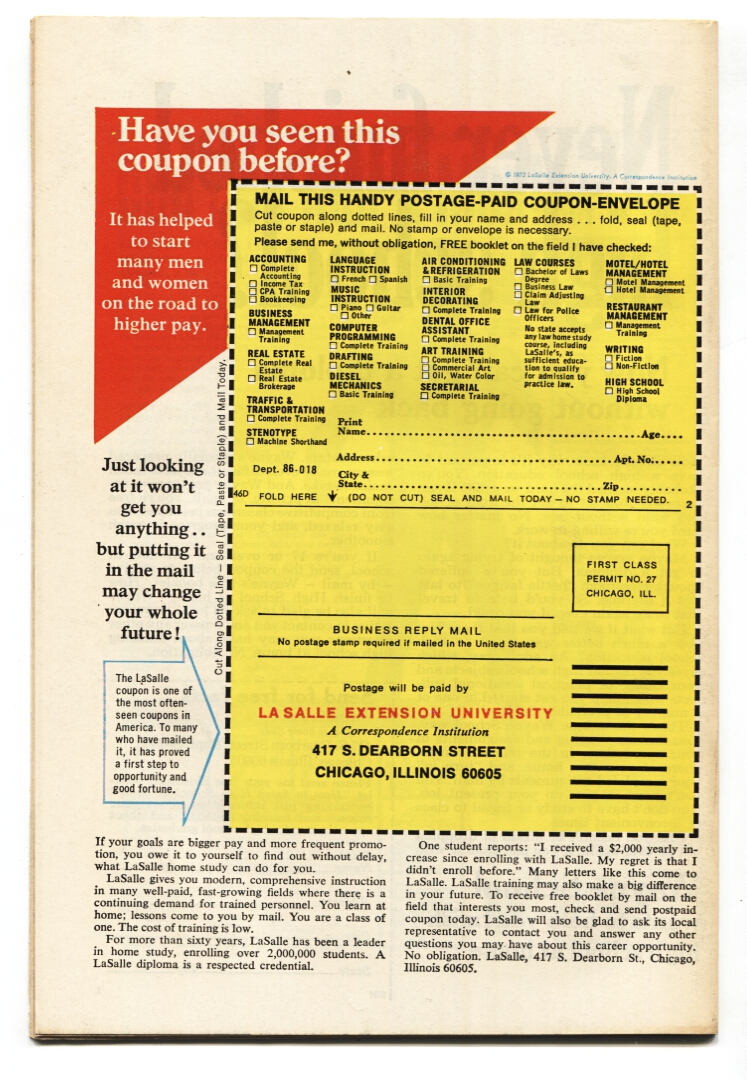 Have you seen this
coupon before?
It has helped
to start
many men
and women
on the road to
higher pay.
Just looking
at it won't
get you
anything . .
but putting it
in the mail
may change
your whole
future!
The LaSalle
coupon is one of
the most often-
seen coupons in
America. To many
who have mailed
it, it has proved
a first step to
opportunity and
good fortune.
© 1972 LaSalle Extension University. A Correspondence Institution
Cut Along Dotted Line — Seal (Tape, Paste or Staple) and Mail Today.
MAIL THIS HANDY POSTAGE-PAID COUPON-ENVELOPE
Cut coupon along dotted lines, fill in your name and address . . . fold, seal (tape,
paste or staple) and mail. No stamp or envelope is necessary.
Please send me, without obligation, FREE booklet on the field I have checked:
ACCOUNTING
☐ Complete
Accounting
☐ Income Tax
☐ CPA Training
☐ Bookkeeping
BUSINESS
MANAGEMENT
☐ Management
Training
REAL ESTATE
☐ Complete Real
Estate
☐ Real Estate
Brokerage
TRAFFIC &
TRANSPORTATION
☐ Complete Training
STENOTYPE
☐ Machine Shorthand
LANGUAGE
INSTRUCTION
☐ French ☐ Spanish
MUSIC
INSTRUCTION
☐ Piano ☐ Guitar
☐ Other
COMPUTER
PROGRAMMING
☐ Complete Training
DRAFTING
☐ Complete Training
DIESEL
MECHANICS
☐ Basic Training
AIR CONDITIONING
& REFRIGERATION
☐ Basic Training
INTERIOR
DECORATING
☐ Complete Training
DENTAL OFFICE
ASSISTANT
☐ Complete Training
ART TRAINING
☐ Complete Training
☐ Commercial Art
☐ Oil, Water Color
SECRETARIAL
☐ Complete Training
LAW COURSES
☐ Bachelor of Laws
Degree
☐ Business Law
☐ Claim Adjusting
Law
☐ Law for Police
Officers
No state accepts
any law home study
course, including
LaSalle's, as
sufficient educa-
tion to qualify
for admission to
practice law.
MOTEL/HOTEL
MANAGEMENT
☐ Motel Management
☐ Hotel Management
RESTAURANT
MANAGEMENT
☐ Management
Training
WRITING
☐ Fiction
☐ Non-Fiction
HIGH SCHOOL
☐ High School
Diploma
Print
Name Age
Address Apt. No.
Dept. 86-018
City &
State Zip
46D FOLD HERE (DO NOT CUT) SEAL AND MAIL TODAY — NO STAMP NEEDED. 2
FIRST CLASS
PERMIT NO. 27
CHICAGO, ILL.
BUSINESS REPLY MAIL
No postage stamp required if mailed in the United States
Postage will be paid by
LA SALLE EXTENSION UNIVERSITY
A Correspondence Institution
417 S. DEARBORN STREET
CHICAGO, ILLINOIS 60605
If your goals are bigger pay and more frequent promo-
tion, you owe it to yourself to find out without delay,
what LaSalle home study can do for you.
LaSalle gives you modern, comprehensive instruction
in many well-paid, fast-growing fields where there is a
continuing demand for trained personnel. You learn at
home; lessons come to you by mail. You are a class of
one. The cost of training is low.
For more than sixty years, LaSalle has been a leader
in home study, enrolling over 2,000,000 students. A
LaSalle diploma is a respected credential.
One student reports: "I received a $2,000 yearly in-
crease since enrolling with LaSalle. My regret is that I
didn't enroll before." Many letters like this come to
LaSalle. LaSalle training may also make a big difference
in your future. To receive free booklet by mail on the
field that interests you most, check and send postpaid
coupon today. LaSalle will also be glad to ask its local
representative to contact you and answer any other
questions you may have about this career opportunity.
No obligation. LaSalle, 417 S. Dearborn St., Chicago,
Illinois 60605.